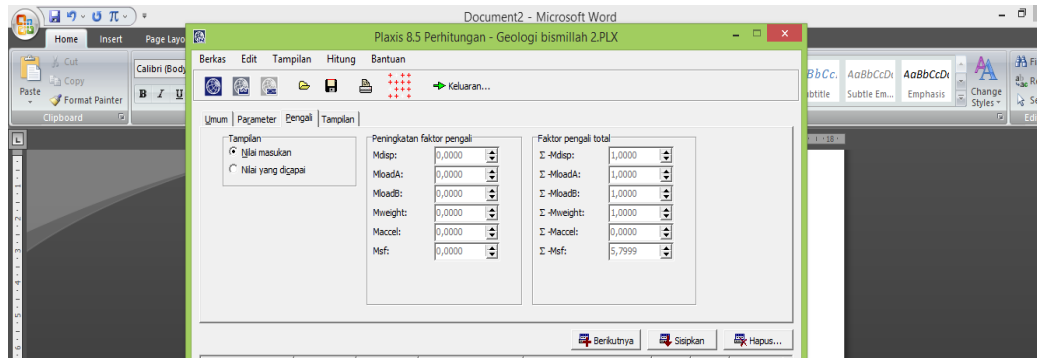 Document2 - Microsoft Word
Home Insert Page Layo
Cut
Copy
Paste
Format Painter
Clipboard
Calibri (Body
B I U
Plaxis 8.5 Perhitungan - Geologi bismillah 2.PLX
Berkas Edit Tampilan Hitung Bantuan
Keluaran...
Umum Parameter Pengali Tampilan
Tampilan
Nilai masukan
Nilai yang dicapai
Peningkatan faktor pengali
Mdisp: 0,0000
MloadA: 0,0000
MloadB: 0,0000
Mweight: 0,0000
Maccel: 0,0000
Msf: 0,0000
Faktor pengali total
Σ -Mdisp: 1,0000
Σ -MloadA: 1,0000
Σ -MloadB: 1,0000
Σ -Mweight: 1,0000
Σ -Maccel: 0,0000
Σ -Msf: 5,7999
Berikutnya Sisipkan Hapus...
BbCc. AaBbCcDc AaBbCcDc
btitle Subtle Em... Emphasis
Change
Styles
Edi
18